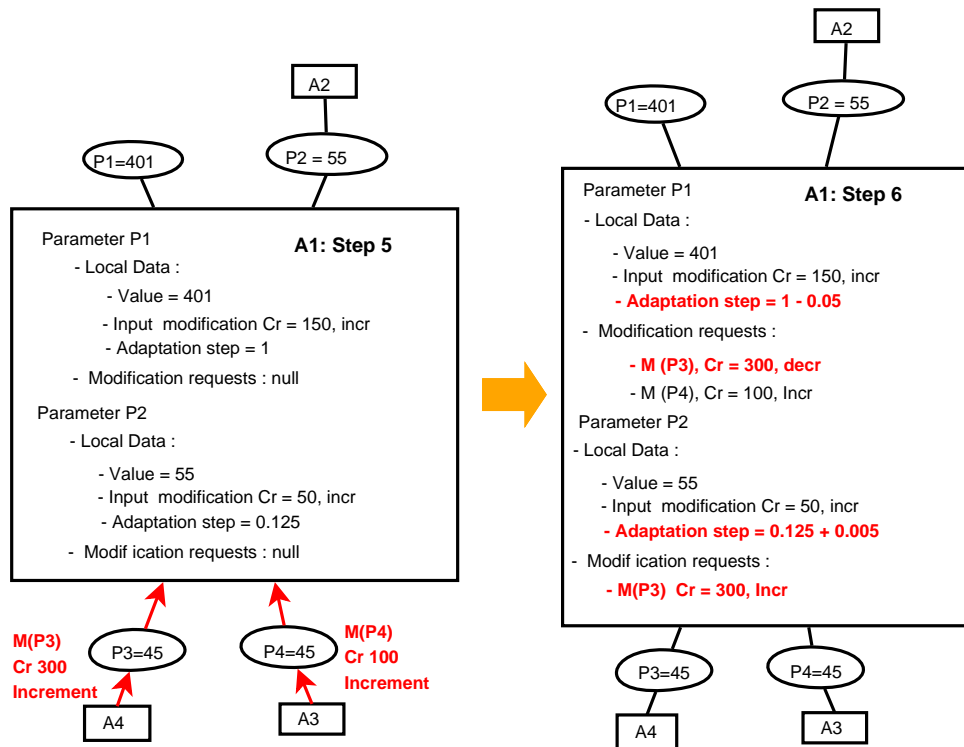 A2
P1=401
P2 = 55
A1: Step 5
Parameter P1
- Local Data :
- Value = 401
- Input modification Cr = 150, incr
- Adaptation step = 1
- Modification requests : null
Parameter P2
- Local Data :
- Value = 55
- Input modification Cr = 50, incr
- Adaptation step = 0.125
- Modif ication requests : null
M(P3)
Cr 300
Increment
P3=45
A4
P4=45
M(P4)
Cr 100
Increment
A3
A2
P1=401
P2 = 55
Parameter P1
A1: Step 6
- Local Data :
- Value = 401
- Input modification Cr = 150, incr
- Adaptation step = 1 - 0.05
- Modification requests :
- M (P3), Cr = 300, decr
- M (P4), Cr = 100, Incr
Parameter P2
- Local Data :
- Value = 55
- Input modification Cr = 50, incr
- Adaptation step = 0.125 + 0.005
- Modif ication requests :
- M(P3) Cr = 300, Incr
P3=45
P4=45
A4
A3